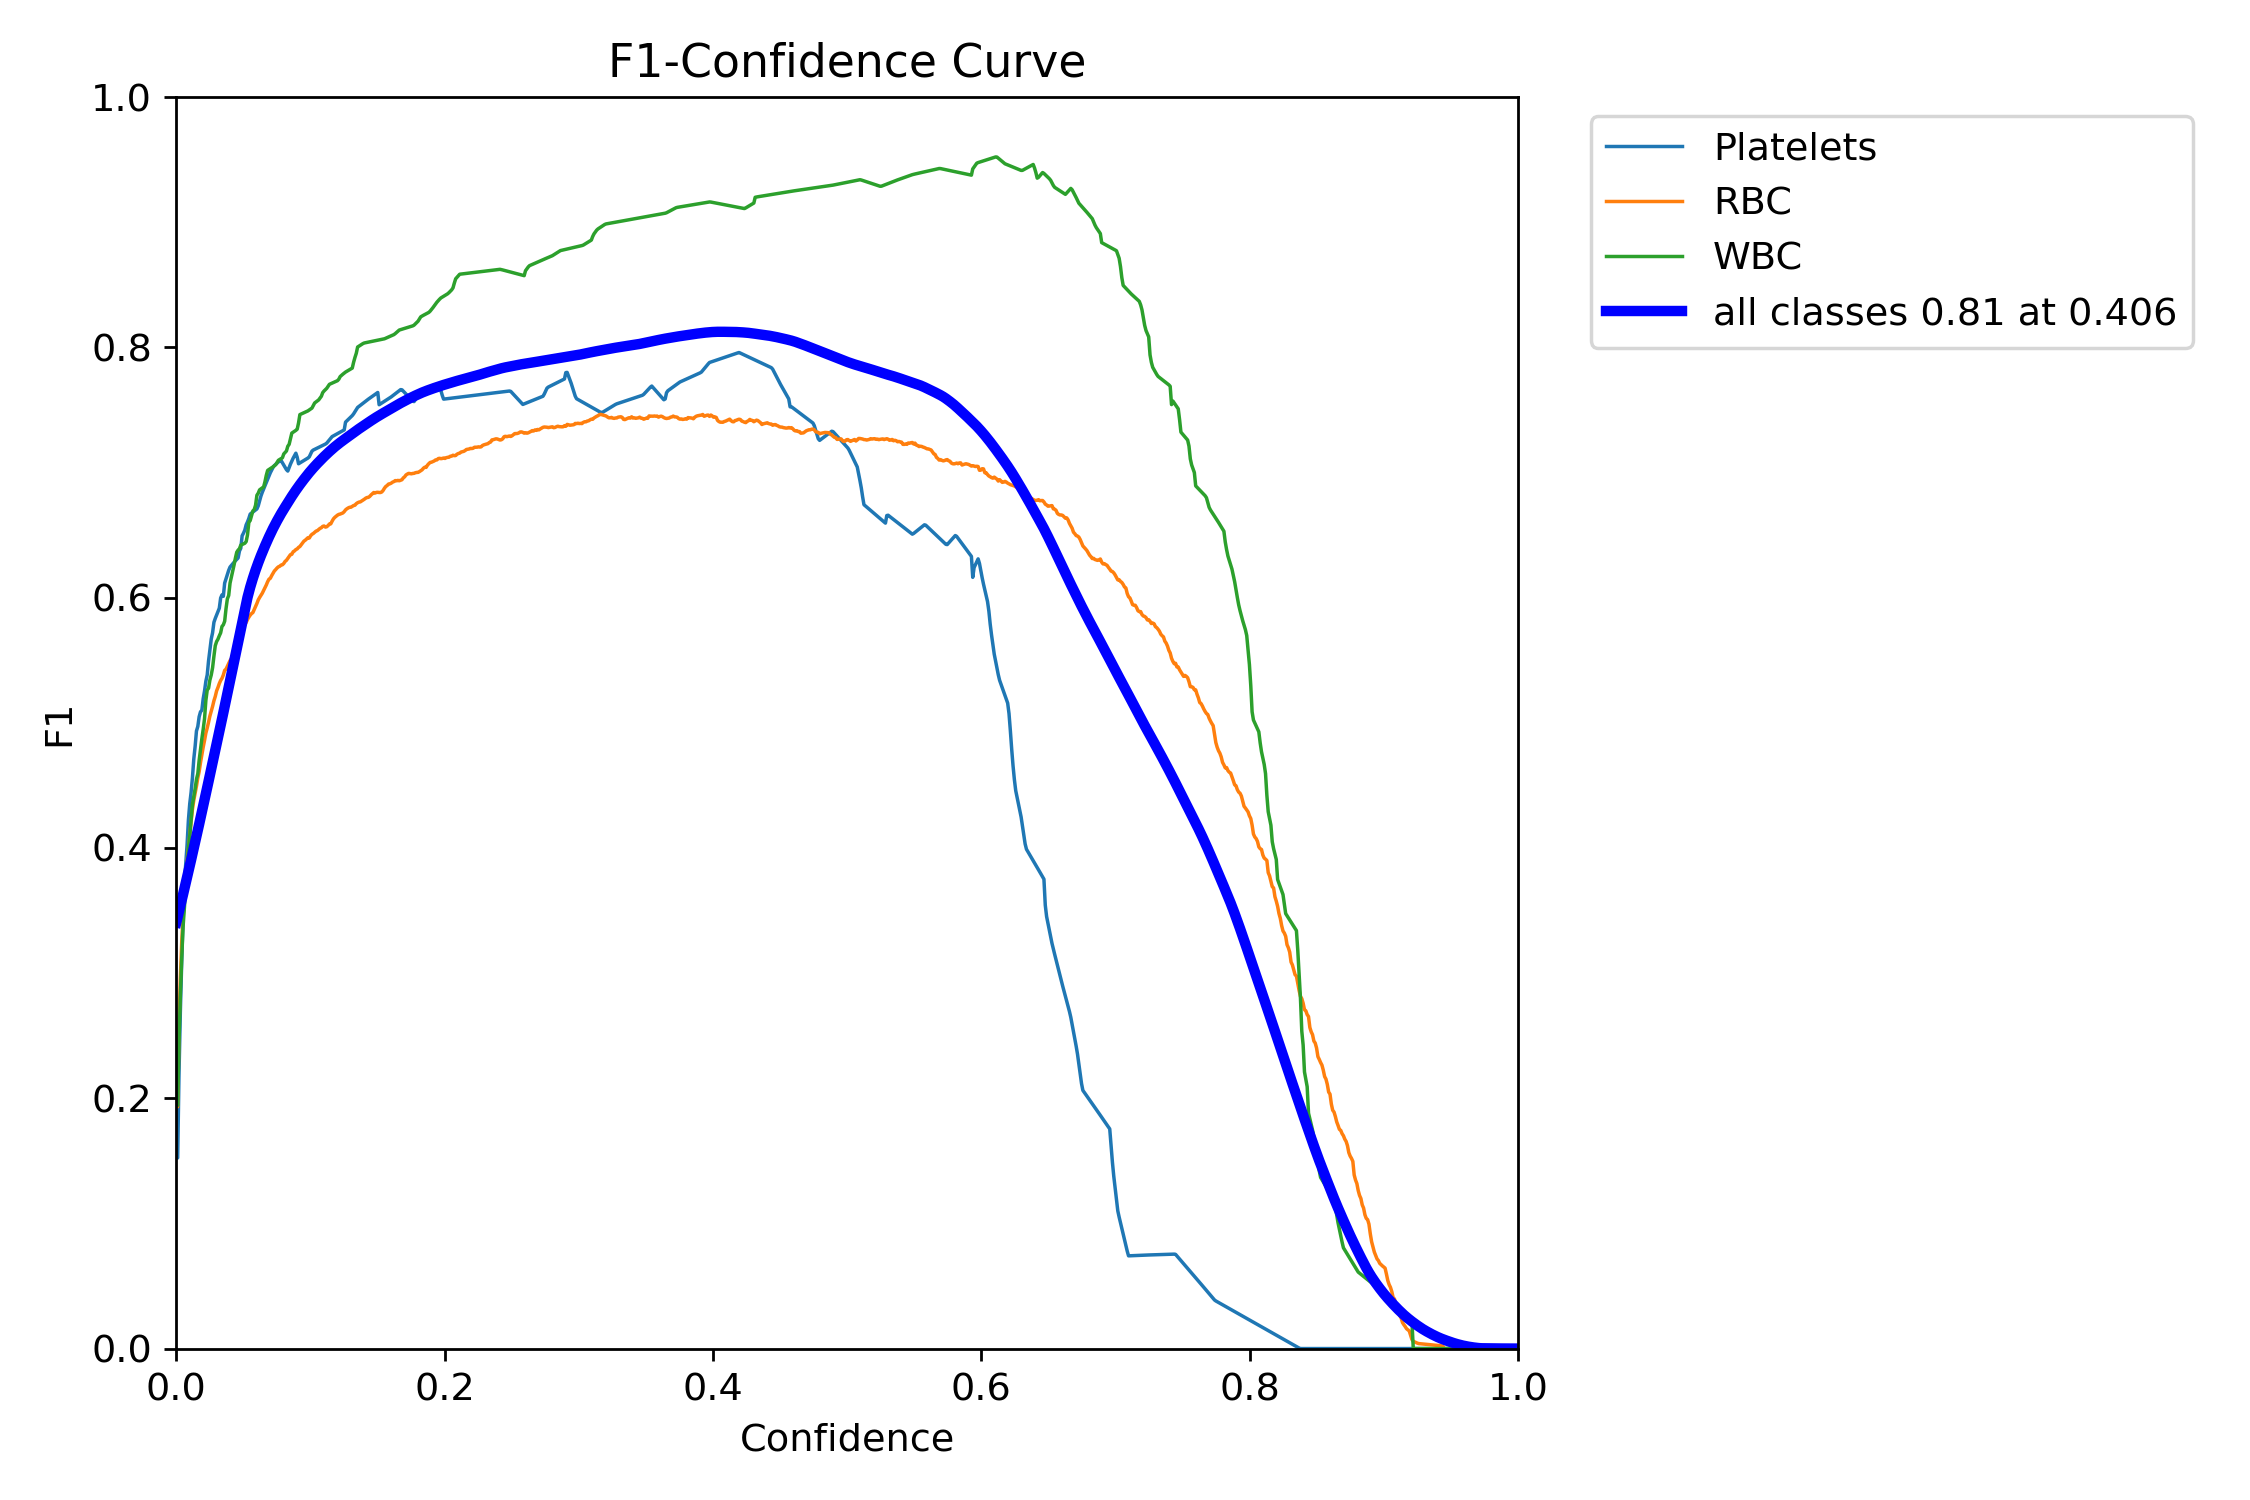 F1-Confidence Curve
1.0
0.8
0.6
0.4
0.2
0.0
F1
0.0 0.2 0.4 0.6 0.8 1.0
Confidence
Platelets
RBC
WBC
all classes 0.81 at 0.406